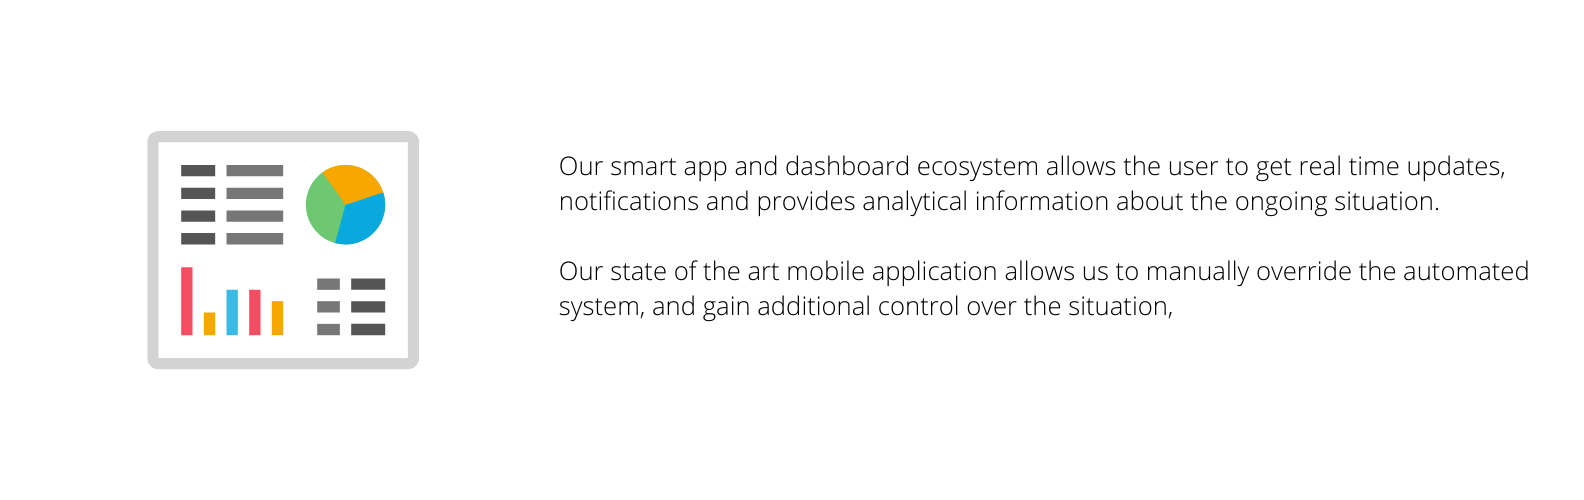 Our smart app and dashboard ecosystem allows the user to get real time updates,
notifications and provides analytical information about the ongoing situation.
Our state of the art mobile application allows us to manually override the automated
system, and gain additional control over the situation,